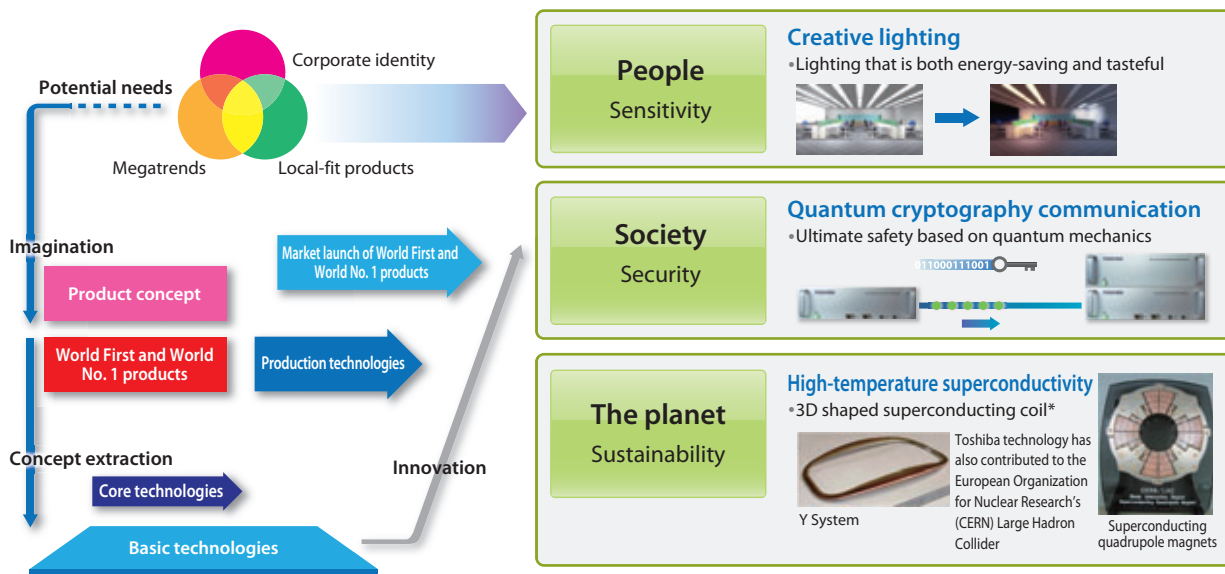 Corporate identity
Potential needs
Megatrends
Local-fit products
Imagination
Product concept
Market launch of World First and
World No. 1 products
World First and World
No. 1 products
Production technologies
Concept extraction
Core technologies
Innovation
Basic technologies
People
Sensitivity
Creative lighting
•Lighting that is both energy-saving and tasteful
Society
Security
Quantum cryptography communication
•Ultimate safety based on quantum mechanics
011000111001
The planet
Sustainability
High-temperature superconductivity
•3D shaped superconducting coil*
Y System
Toshiba technology has
also contributed to the
European Organization
for Nuclear Research's
(CERN) Large Hadron
Collider
CERN/LHC
Superconducting
quadrupole magnets